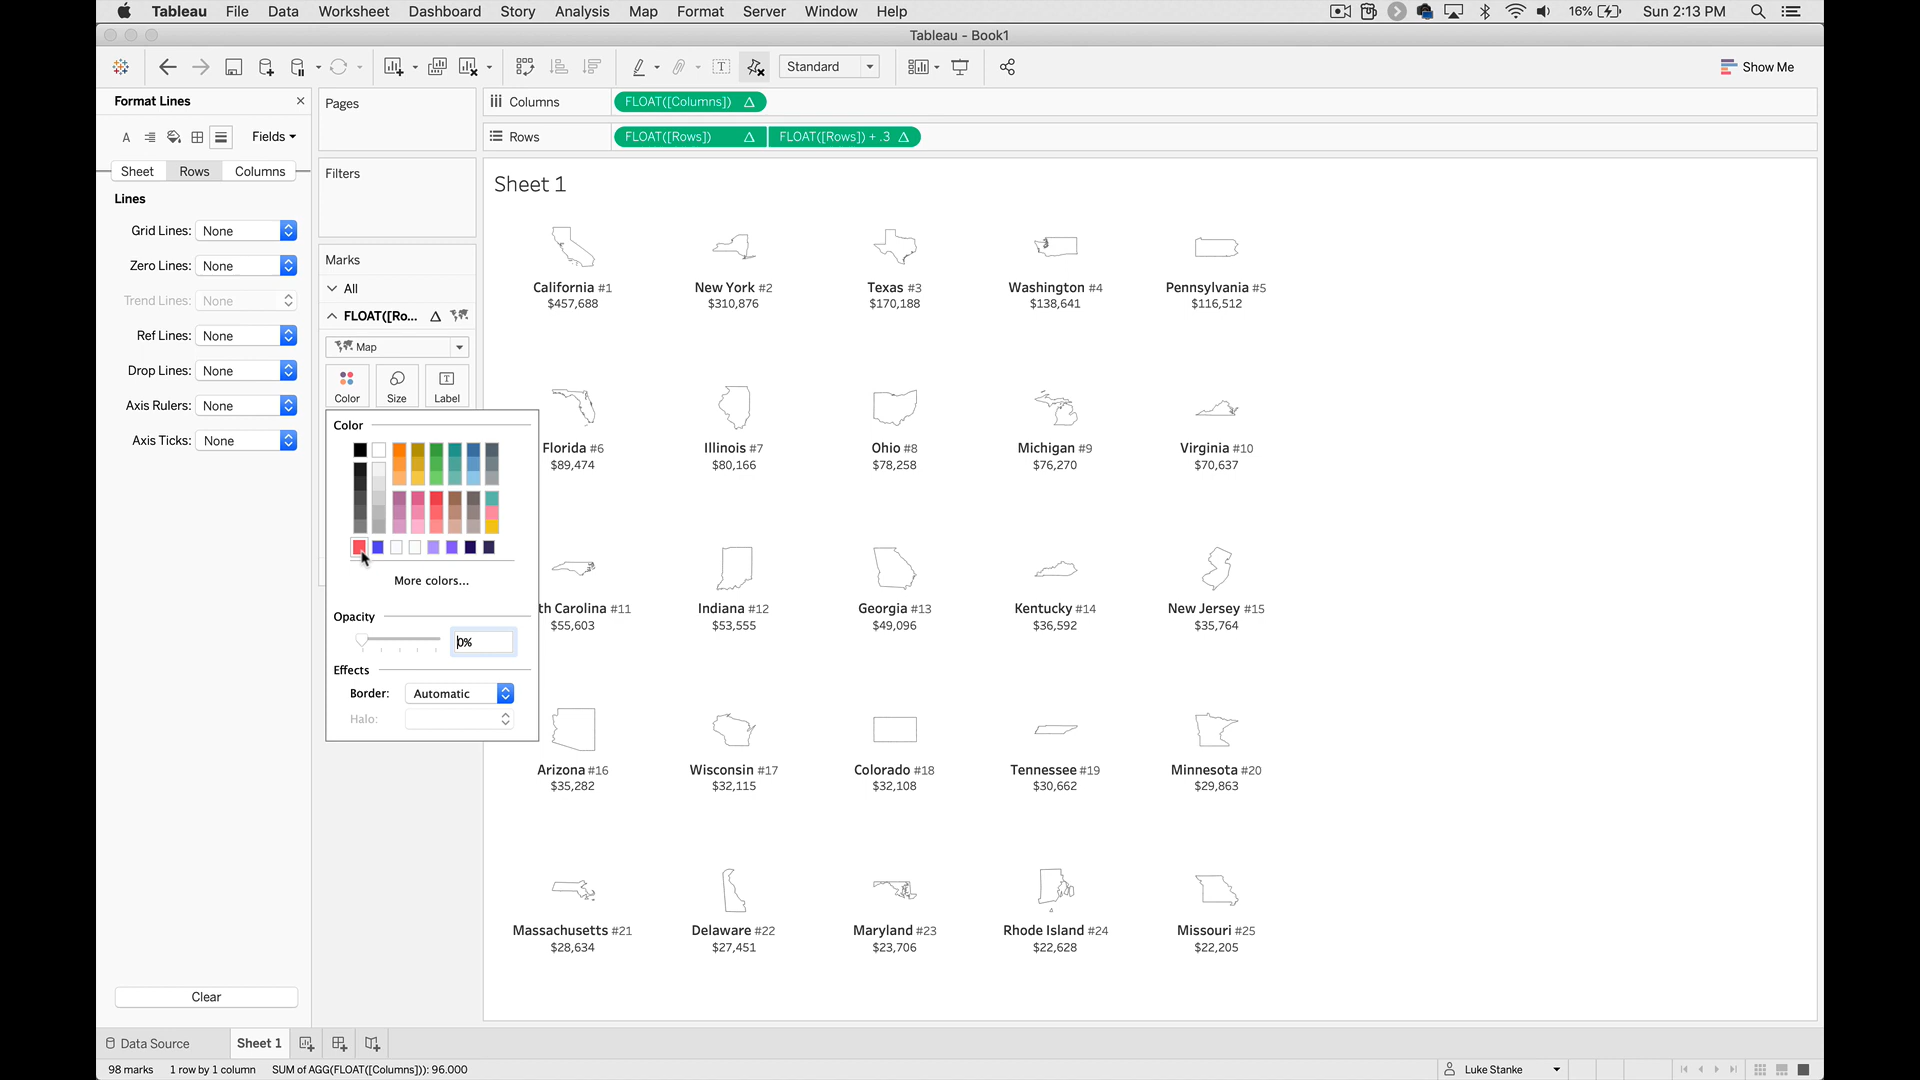 Tableau File Data Worksheet Dashboard Story Analysis Map Format Server Window Help
16% Sun 2:13 PM
Tableau - Book1
Standard
Show Me
Format Lines
Fields
Sheet Rows Columns
Lines
Grid Lines: None
Zero Lines: None
Trend Lines: None
Ref Lines: None
Drop Lines: None
Axis Rulers: None
Axis Ticks: None
Clear
Pages
Filters
Marks
All
FLOAT([Ro...
Map
Color Size Label
Color
More colors...
Opacity
0%
Effects
Border: Automatic
Halo:
Columns FLOAT([Columns])
Rows FLOAT([Rows]) FLOAT([Rows]) + .3
Sheet 1
California #1 New York #2 Texas #3 Washington #4 Pennsylvania #5
$457,688 $310,876 $170,188 $138,641 $116,512
Florida #6 Illinois #7 Ohio #8 Michigan #9 Virginia #10
$89,474 $80,166 $78,258 $76,270 $70,637
th Carolina #11 Indiana #12 Georgia #13 Kentucky #14 New Jersey #15
$55,603 $53,555 $49,096 $36,592 $35,764
Arizona #16 Wisconsin #17 Colorado #18 Tennessee #19 Minnesota #20
$35,282 $32,115 $32,108 $30,662 $29,863
Massachusetts #21 Delaware #22 Maryland #23 Rhode Island #24 Missouri #25
$28,634 $27,451 $23,706 $22,628 $22,205
Data Source Sheet 1
98 marks 1 row by 1 column SUM of AGG(FLOAT([Columns])): 96.000
Luke Stanke